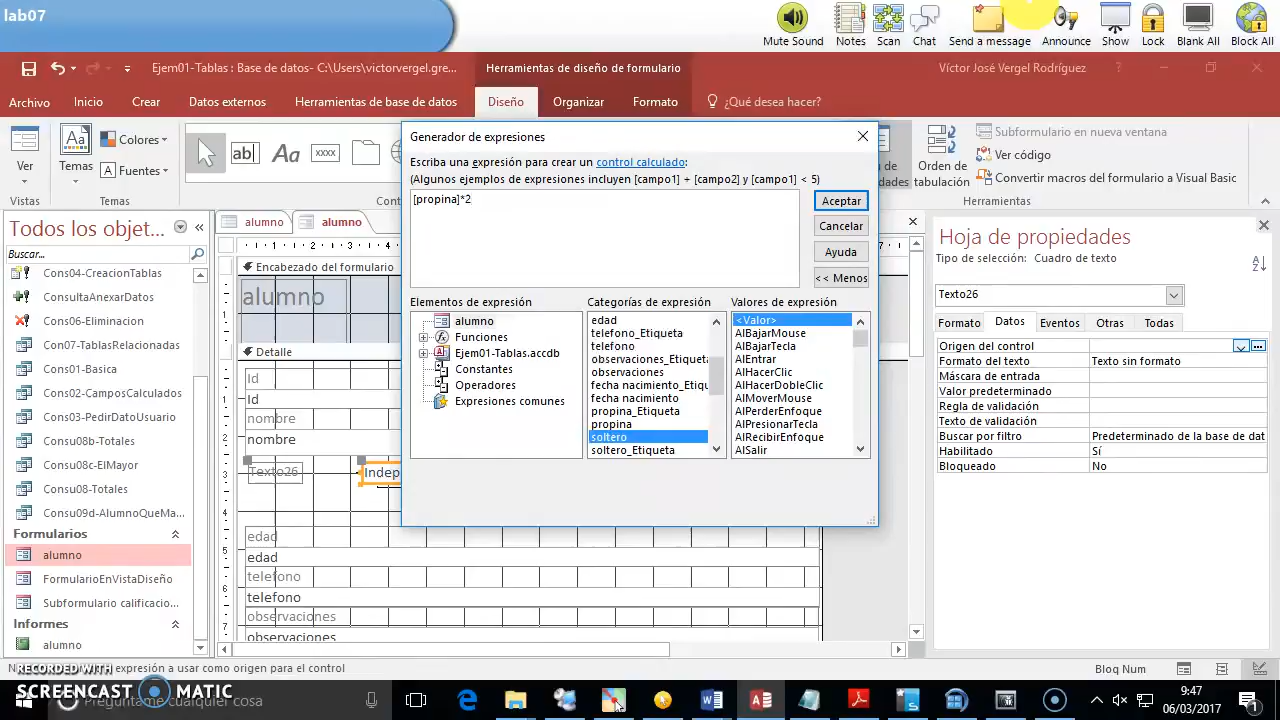 lab07
Mute Sound
Notes
Scan
Chat
Send a message
Announce
Show
Lock
Blank All
Block All
Ejem01-Tablas : Base de datos- C:\Users\victorvergel.gre...
Herramientas de diseño de formulario
Víctor José Vergel Rodríguez
?
Archivo
Inicio
Crear
Datos externos
Herramientas de base de datos
Diseño
Organizar
Formato
¿Qué desea hacer?
Ver
Temas
Colores
Fuentes
Temas
ab|
Aa
xxxx
Orden de
tabulación
Subformulario en nueva ventana
Ver código
Convertir macros del formulario a Visual Basic
Herramientas
Generador de expresiones
Escriba una expresión para crear un control calculado:
(Algunos ejemplos de expresiones incluyen [campo1] + [campo2] y [campo1] < 5)
[propina]*2
Aceptar
Cancelar
Ayuda
<< Menos
Elementos de expresión
alumno
Funciones
Ejem01-Tablas.accdb
Constantes
Operadores
Expresiones comunes
Categorías de expresión
edad
telefono_Etiqueta
telefono
observaciones_Etiqueta
observaciones
fecha nacimiento_Etiqu
fecha nacimiento
propina_Etiqueta
propina
soltero
soltero_Etiqueta
Valores de expresión
<Valor>
AlBajarMouse
AlBajarTecla
AlEntrar
AlHacerClic
AlHacerDobleClic
AlMoverMouse
AlPerderEnfoque
AlPresionarTecla
AlRecibirEnfoque
AlSalir
Todos los objet...
Buscar...
Cons04-CreacionTablas
ConsultaAnexarDatos
Cons06-Eliminacion
Con07-TablasRelacionadas
Cons01-Basica
Cons02-CamposCalculados
Cons03-PedirDatoUsuario
Consu08b-Totales
Consu08c-ElMayor
Consu08-Totales
Consu09d-AlumnoQueMa...
Formularios
alumno
FormularioEnVistaDiseño
Subformulario calificacio...
Informes
alumno
alumno
alumno
Encabezado del formulario
alumno
Detalle
Id
Id
nombre
nombre
Texto26
Indep
edad
edad
telefono
telefono
observaciones
observaciones
Hoja de propiedades
Tipo de selección: Cuadro de texto
Texto26
Formato
Datos
Eventos
Otras
Todas
Origen del control
Formato del texto Texto sin formato
Máscara de entrada
Valor predeterminado
Regla de validación
Texto de validación
Buscar por filtro Predeterminado de la base de dat
Habilitado Sí
Bloqueado No
expresión a usar como origen para el control
Bloq Num
RECORDED WITH
SCREENCAST MATIC
Pregúntame cualquier cosa
9:47
06/03/2017
1